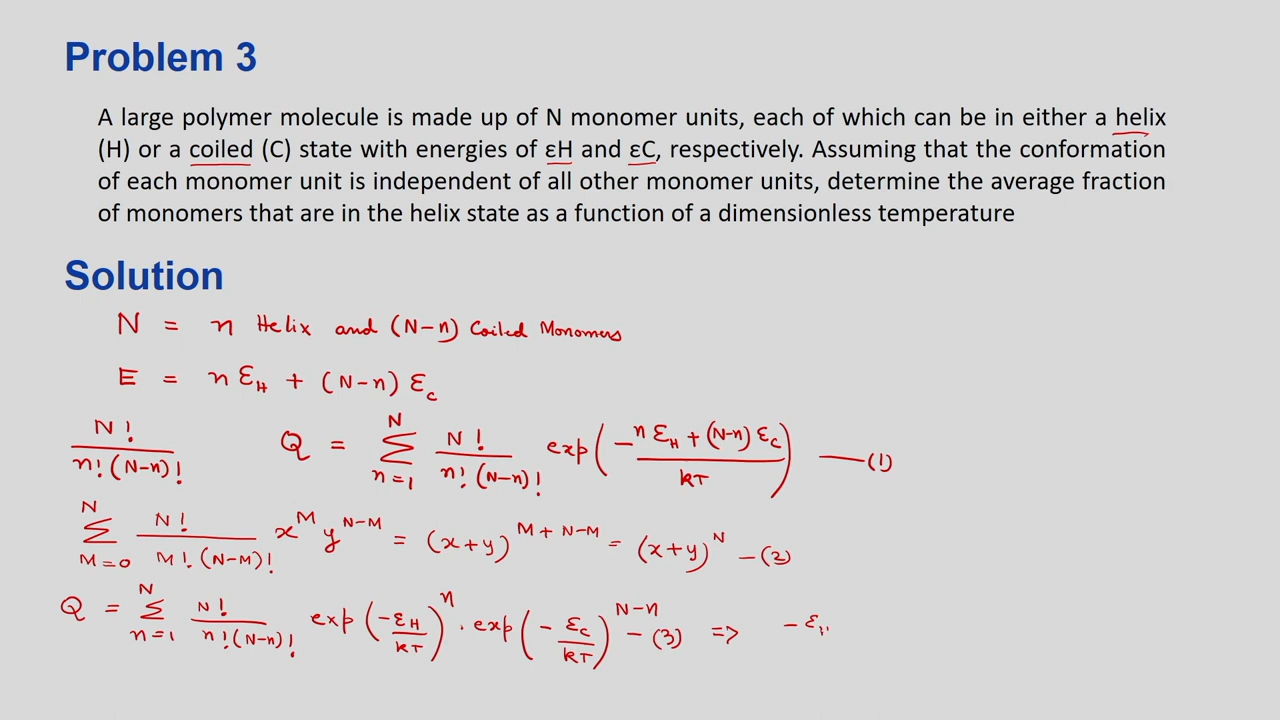 Problem 3
A large polymer molecule is made up of N monomer units, each of which can be in either a helix
(H) or a coiled (C) state with energies of εH and εC, respectively. Assuming that the conformation
of each monomer unit is independent of all other monomer units, determine the average fraction
of monomers that are in the helix state as a function of a dimensionless temperature
Solution
N = n Helix and (N-n) Coiled Monomers
E = n ε_H + (N-n) ε_c
N! / n!(N-n)!   Q = Σ_{n=1}^{N} N! / n!(N-n)! exp(-n ε_H + (N-n) ε_c / kT) —(1)
Σ_{M=0}^{N} N! / M!(N-M)! x^M y^{N-M} = (x+y)^{M+N-M} = (x+y)^N —(2)
Q = Σ_{n=1}^{N} N! / n!(N-n)! exp(-ε_H / kT)^n · exp(-ε_c / kT)^{N-n} —(3) ⇒ -ε